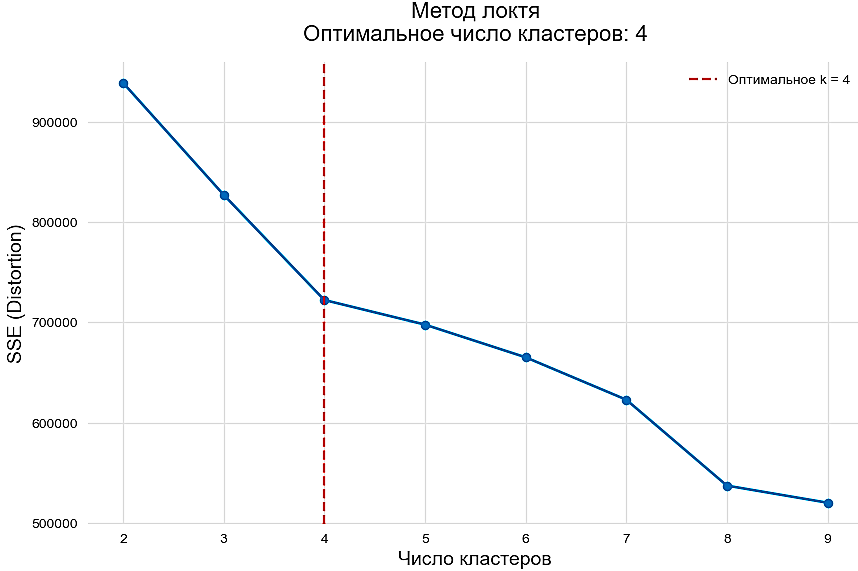 Метод локтя
Оптимальное число кластеров: 4
Оптимальное k = 4
SSE (Distortion)
900000
800000
700000
600000
500000
2 3 4 5 6 7 8 9
Число кластеров